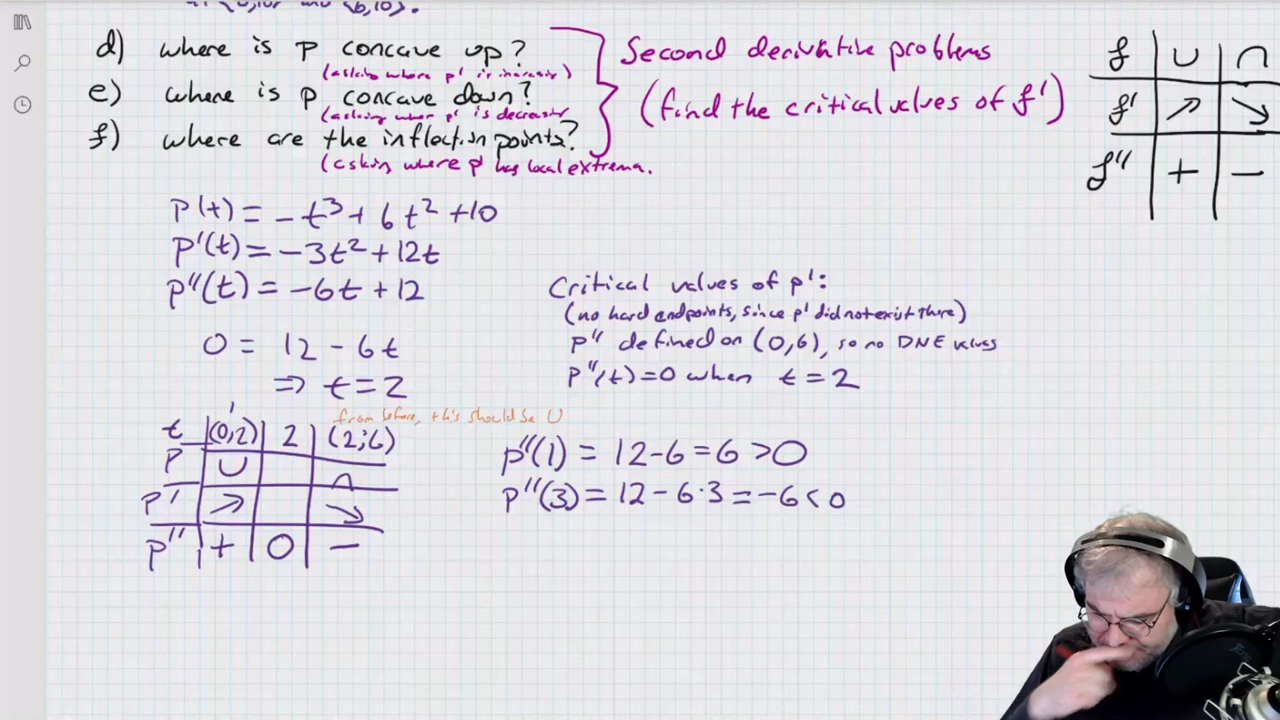 d) where is p concave up?
(asking where p' is increasing)
e) where is p concave down?
(asking wher p' is decreasing
f) where are the inflection points?
(asking where p' has local extrema.
Second derivative problems
(find the critical values of f')
f ∪ ∩
f' ↗ ↘
f'' + −
P(t) = -t³ + 6t² + 10
P'(t) = -3t² + 12t
P''(t) = -6t + 12
0 = 12 - 6t
⇒ t = 2
Critical values of p':
(no hard endpoints, since p' did not exist there)
p'' defined on (0,6), so no DNE values
p''(t) = 0 when t = 2
from before, this should be ∪
1
t (0,2) 2 (2,6)
P ∪ ∩
P' ↗ ↘
P'' + 0 −
p''(1) = 12 - 6 = 6 > 0
p''(3) = 12 - 6·3 = -6 < 0